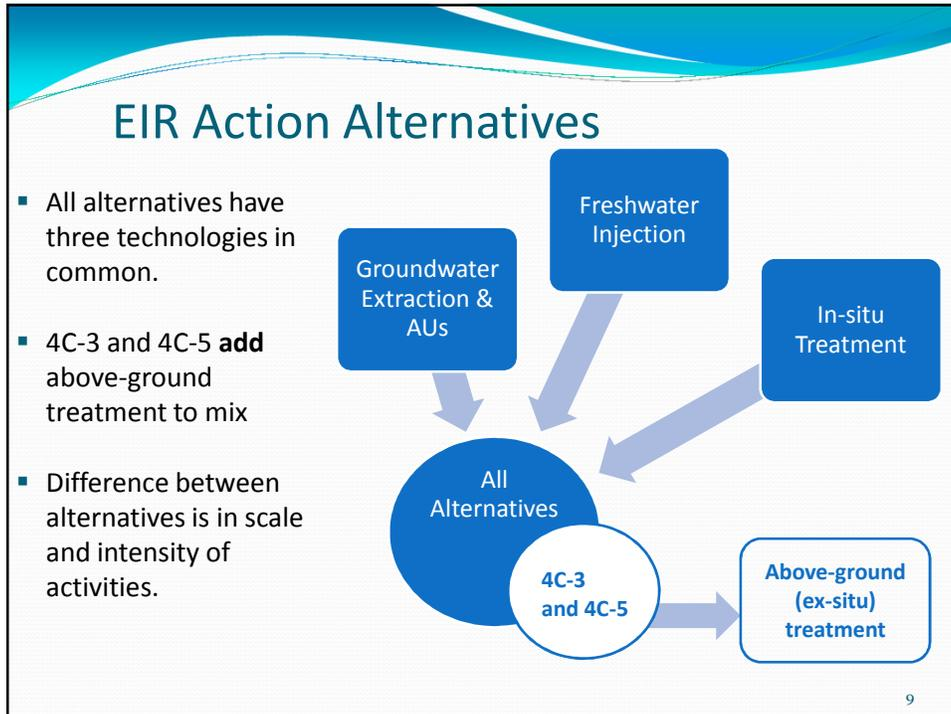 EIR Action Alternatives
▪ All alternatives have
three technologies in
common.
▪ 4C-3 and 4C-5 add
above-ground
treatment to mix
▪ Difference between
alternatives is in scale
and intensity of
activities.
Groundwater
Extraction &
AUs
Freshwater
Injection
In-situ
Treatment
All
Alternatives
4C-3
and 4C-5
Above-ground
(ex-situ)
treatment
9